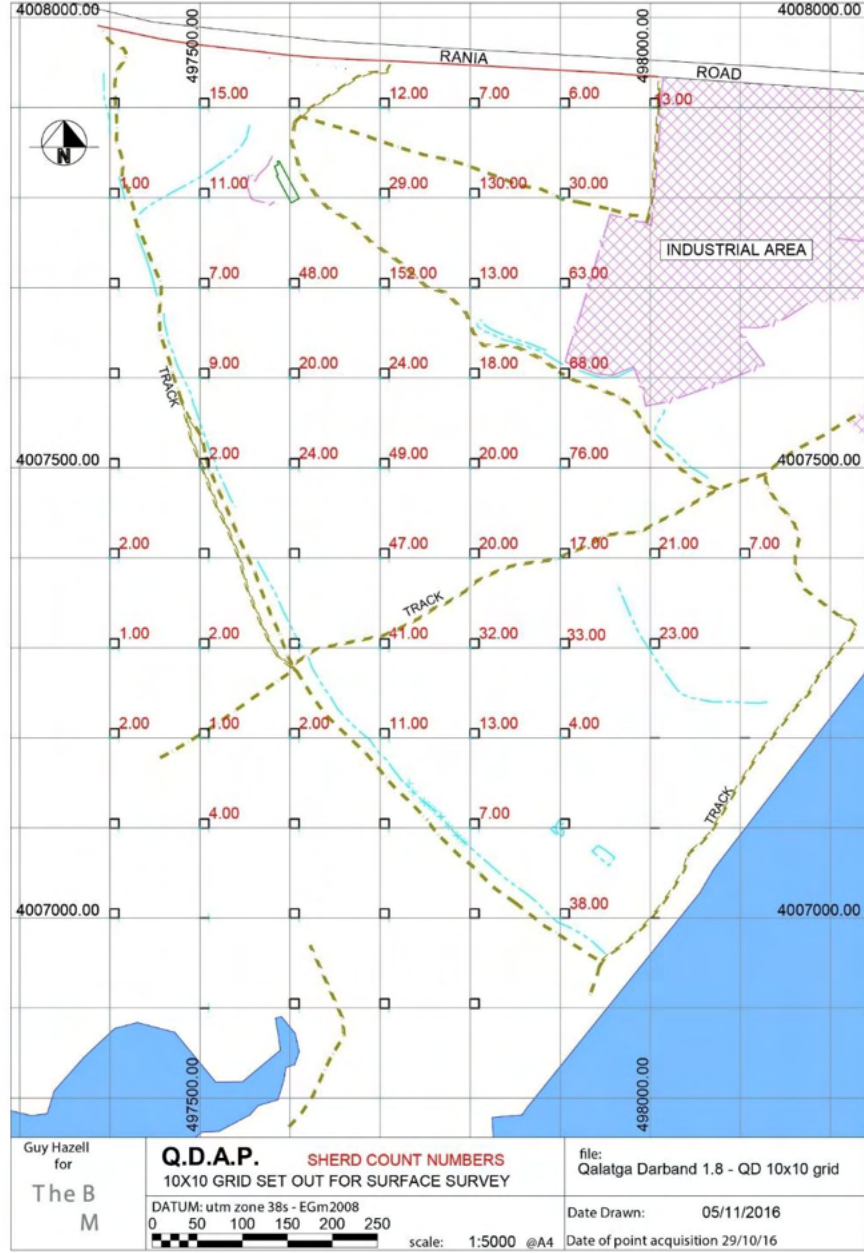 4008000.00 4008000.00
497500.00 498000.00
RANIA ROAD
15.00 12.00 7.00 6.00 13.00
N
1.00 11.00 29.00 130.00 30.00
INDUSTRIAL AREA
7.00 48.00 152.00 13.00 63.00
9.00 20.00 24.00 18.00 68.00
TRACK
2.00 24.00 49.00 20.00 76.00
4007500.00 4007500.00
2.00 47.00 20.00 17.00 21.00 7.00
TRACK
1.00 2.00 41.00 32.00 33.00 23.00
2.00 1.00 2.00 11.00 13.00 4.00
TRACK
4.00 7.00
38.00
4007000.00 4007000.00
497500.00 498000.00
Guy Hazell
for
The B
M
Q.D.A.P. SHERD COUNT NUMBERS
10X10 GRID SET OUT FOR SURFACE SURVEY
DATUM: utm zone 38s - EGm2008
0 50 100 150 200 250
scale: 1:5000 @A4
file:
Qalatga Darband 1.8 - QD 10x10 grid
Date Drawn: 05/11/2016
Date of point acquisition 29/10/16